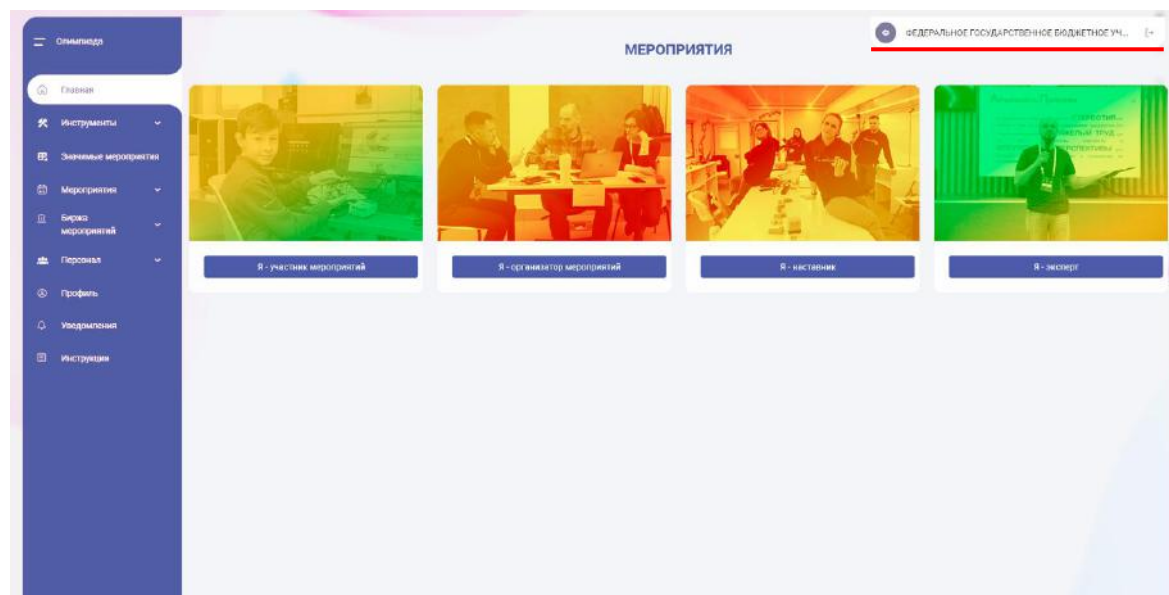 Олимпиада
ФЕДЕРАЛЬНОЕ ГОСУДАРСТВЕННОЕ БЮДЖЕТНОЕ УЧ...
МЕРОПРИЯТИЯ
Главная
Инструменты
Значимые мероприятия
Мероприятия
Биржа
мероприятий
Персонал
Профиль
Уведомления
Инструкции
Я - участник мероприятий
Я - организатор мероприятий
Я - наставник
Я - эксперт